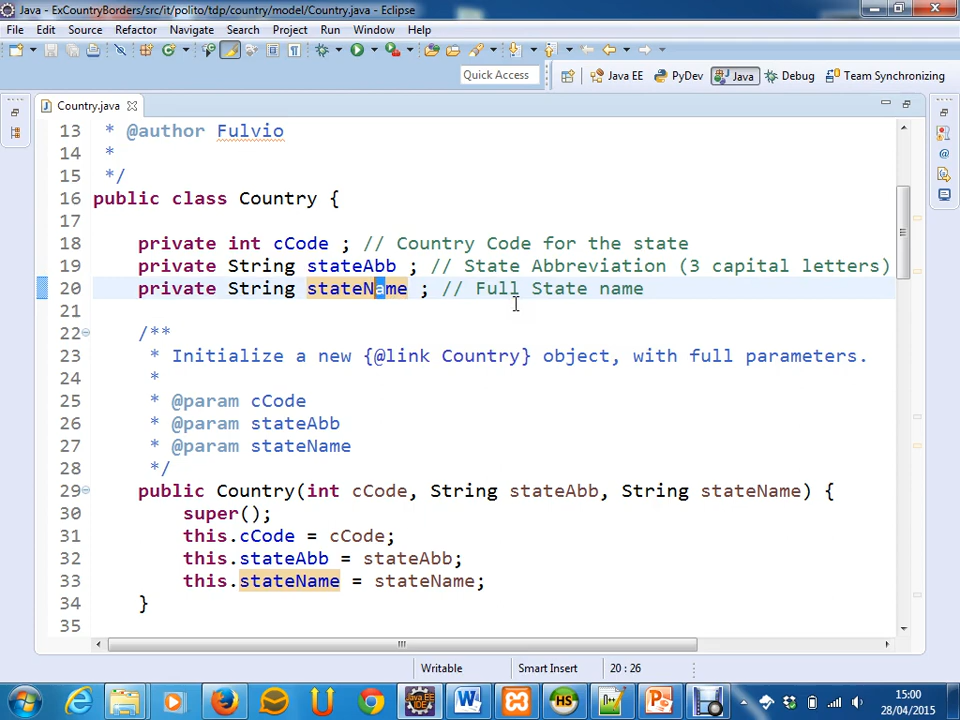 Java - ExCountryBorders/src/it/polito/tdp/country/model/Country.java - Eclipse
File Edit Source Refactor Navigate Search Project Run Window Help
Quick Access Java EE PyDev Java Debug Team Synchronizing
Country.java
13 * @author Fulvio
14 *
15 */
16 public class Country {
17
18 private int cCode ; // Country Code for the state
19 private String stateAbb ; // State Abbreviation (3 capital letters)
20 private String stateName ; // Full State name
21
22 /**
23 * Initialize a new {@link Country} object, with full parameters.
24 *
25 * @param cCode
26 * @param stateAbb
27 * @param stateName
28 */
29 public Country(int cCode, String stateAbb, String stateName) {
30 super();
31 this.cCode = cCode;
32 this.stateAbb = stateAbb;
33 this.stateName = stateName;
34 }
35
Writable Smart Insert 20 : 26
15:00
28/04/2015